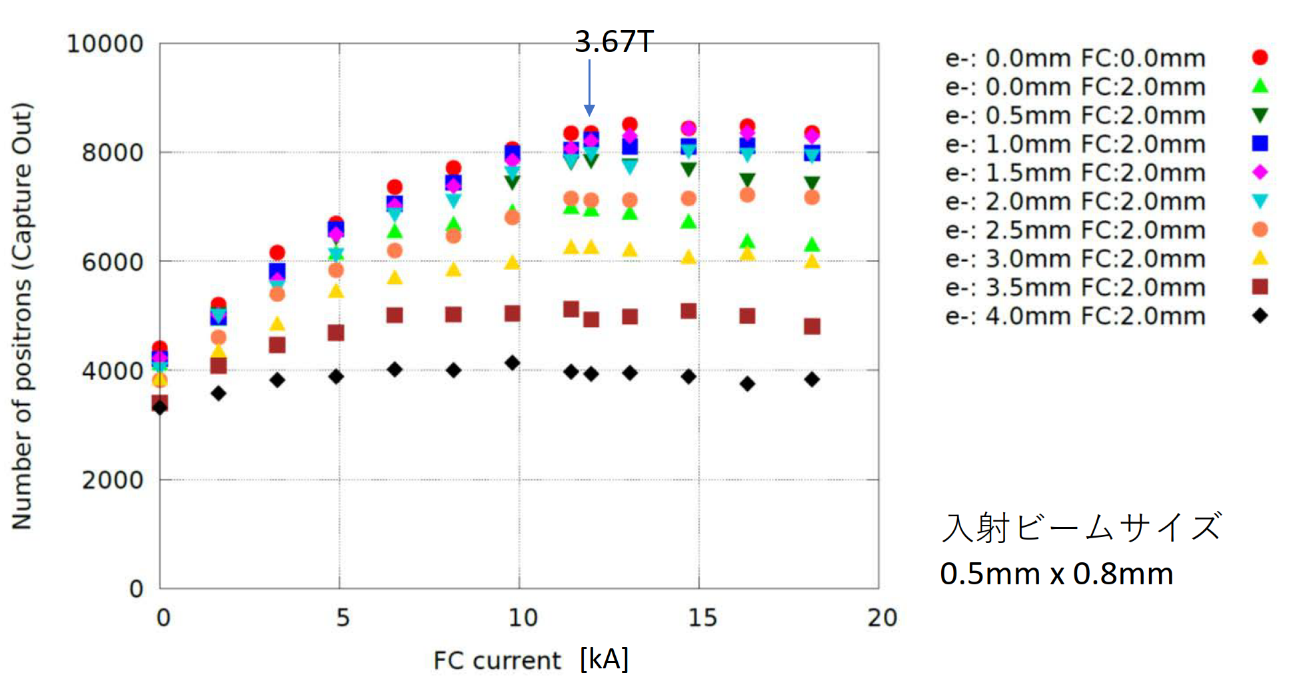 3.67T
10000
8000
6000
4000
2000
0
Number of positrons (Capture Out)
0 5 10 15 20
FC current [kA]
e-: 0.0mm FC:0.0mm
e-: 0.0mm FC:2.0mm
e-: 0.5mm FC:2.0mm
e-: 1.0mm FC:2.0mm
e-: 1.5mm FC:2.0mm
e-: 2.0mm FC:2.0mm
e-: 2.5mm FC:2.0mm
e-: 3.0mm FC:2.0mm
e-: 3.5mm FC:2.0mm
e-: 4.0mm FC:2.0mm
入射ビームサイズ
0.5mm x 0.8mm